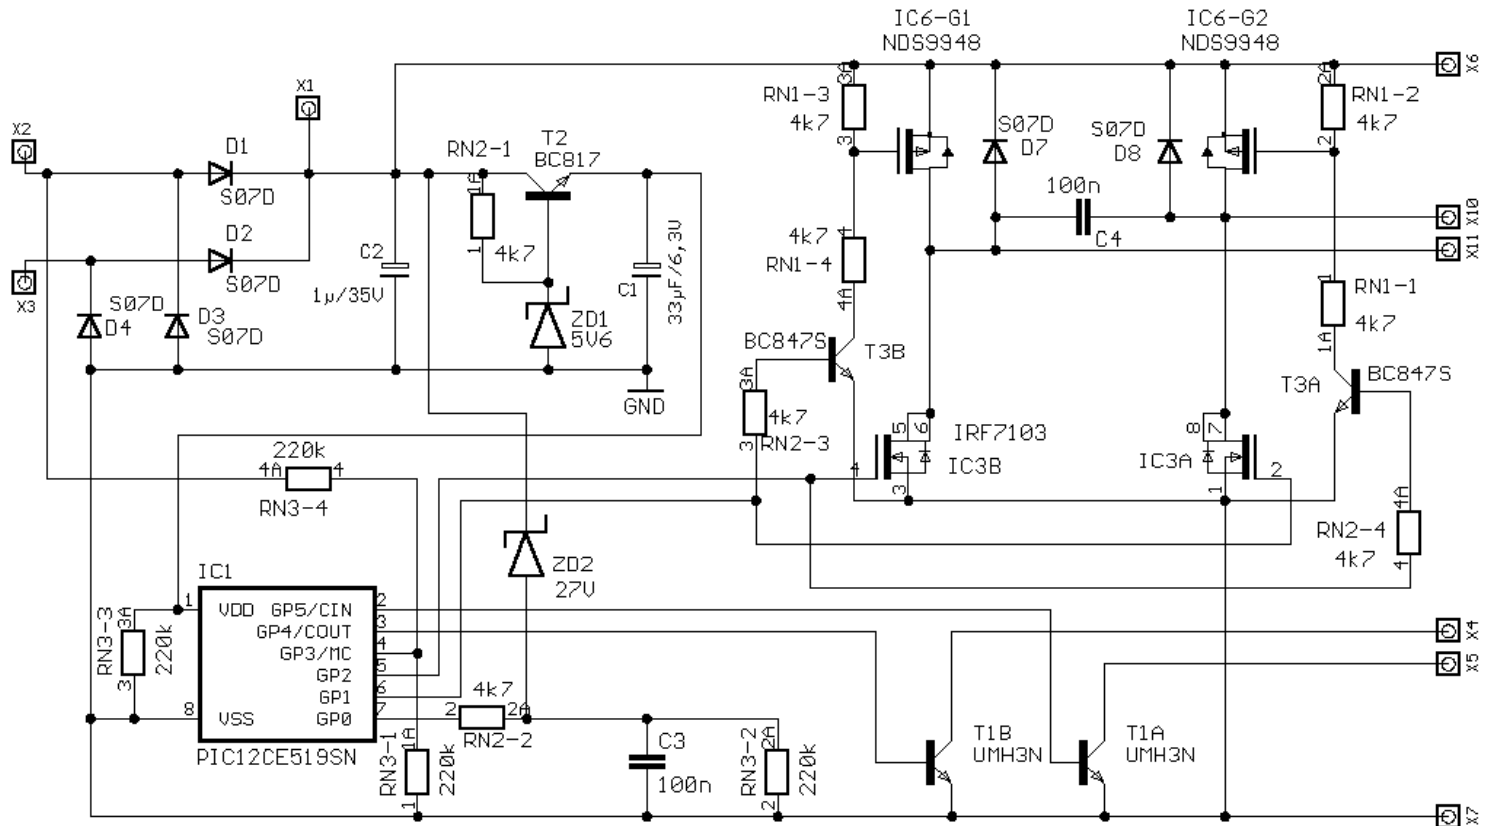 IC6-G1
NDS9948
IC6-G2
NDS9948
X6
X1
X2
RN1-3
4k7
3A
3
2A
RN1-2
4k7
2
D1
S07D
RN2-1
1A
1
4k7
T2
BC817
S07D
D7
S07D
D8
100n
C4
X10
X11
D2
S07D
X3
C2
1µ/35V
C1
33µF/6,3V
4k7
RN1-4
4
4A
S07D
D4
D3
S07D
ZD1
5V6
1
RN1-1
4k7
1A
BC847S
T3B
T3A
BC847S
GND
3A
4k7
3
RN2-3
5
6
IRF7103
IC3B
4
3
8
7
IC3A
2
1
220k
4A
4
RN3-4
4A
RN2-4
4k7
4
ZD2
27V
IC1
1
VDD
GP5/CIN
2
GP4/COUT
3
GP3/MC
4
GP2
5
GP1
6
8
VSS
GP0
7
PIC12CE519SN
RN3-3
3A
3
220k
4k7
2
2A
RN2-2
X4
X5
RN3-1
1A
1
220k
C3
100n
RN3-2
2A
2
220k
T1B
UMH3N
T1A
UMH3N
X7